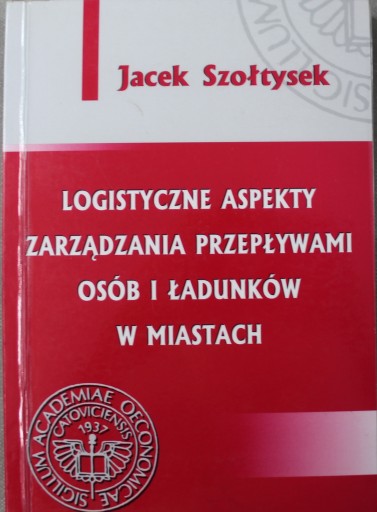 Jacek Szołtysek
LOGISTYCZNE ASPEKTY
ZARZĄDZANIA PRZEPŁYWAMI
OSÓB I ŁADUNKÓW
W MIASTACH
SIGILLUM ACADEMIAE OECONOMICAE
CATOVICIENSIS
1937